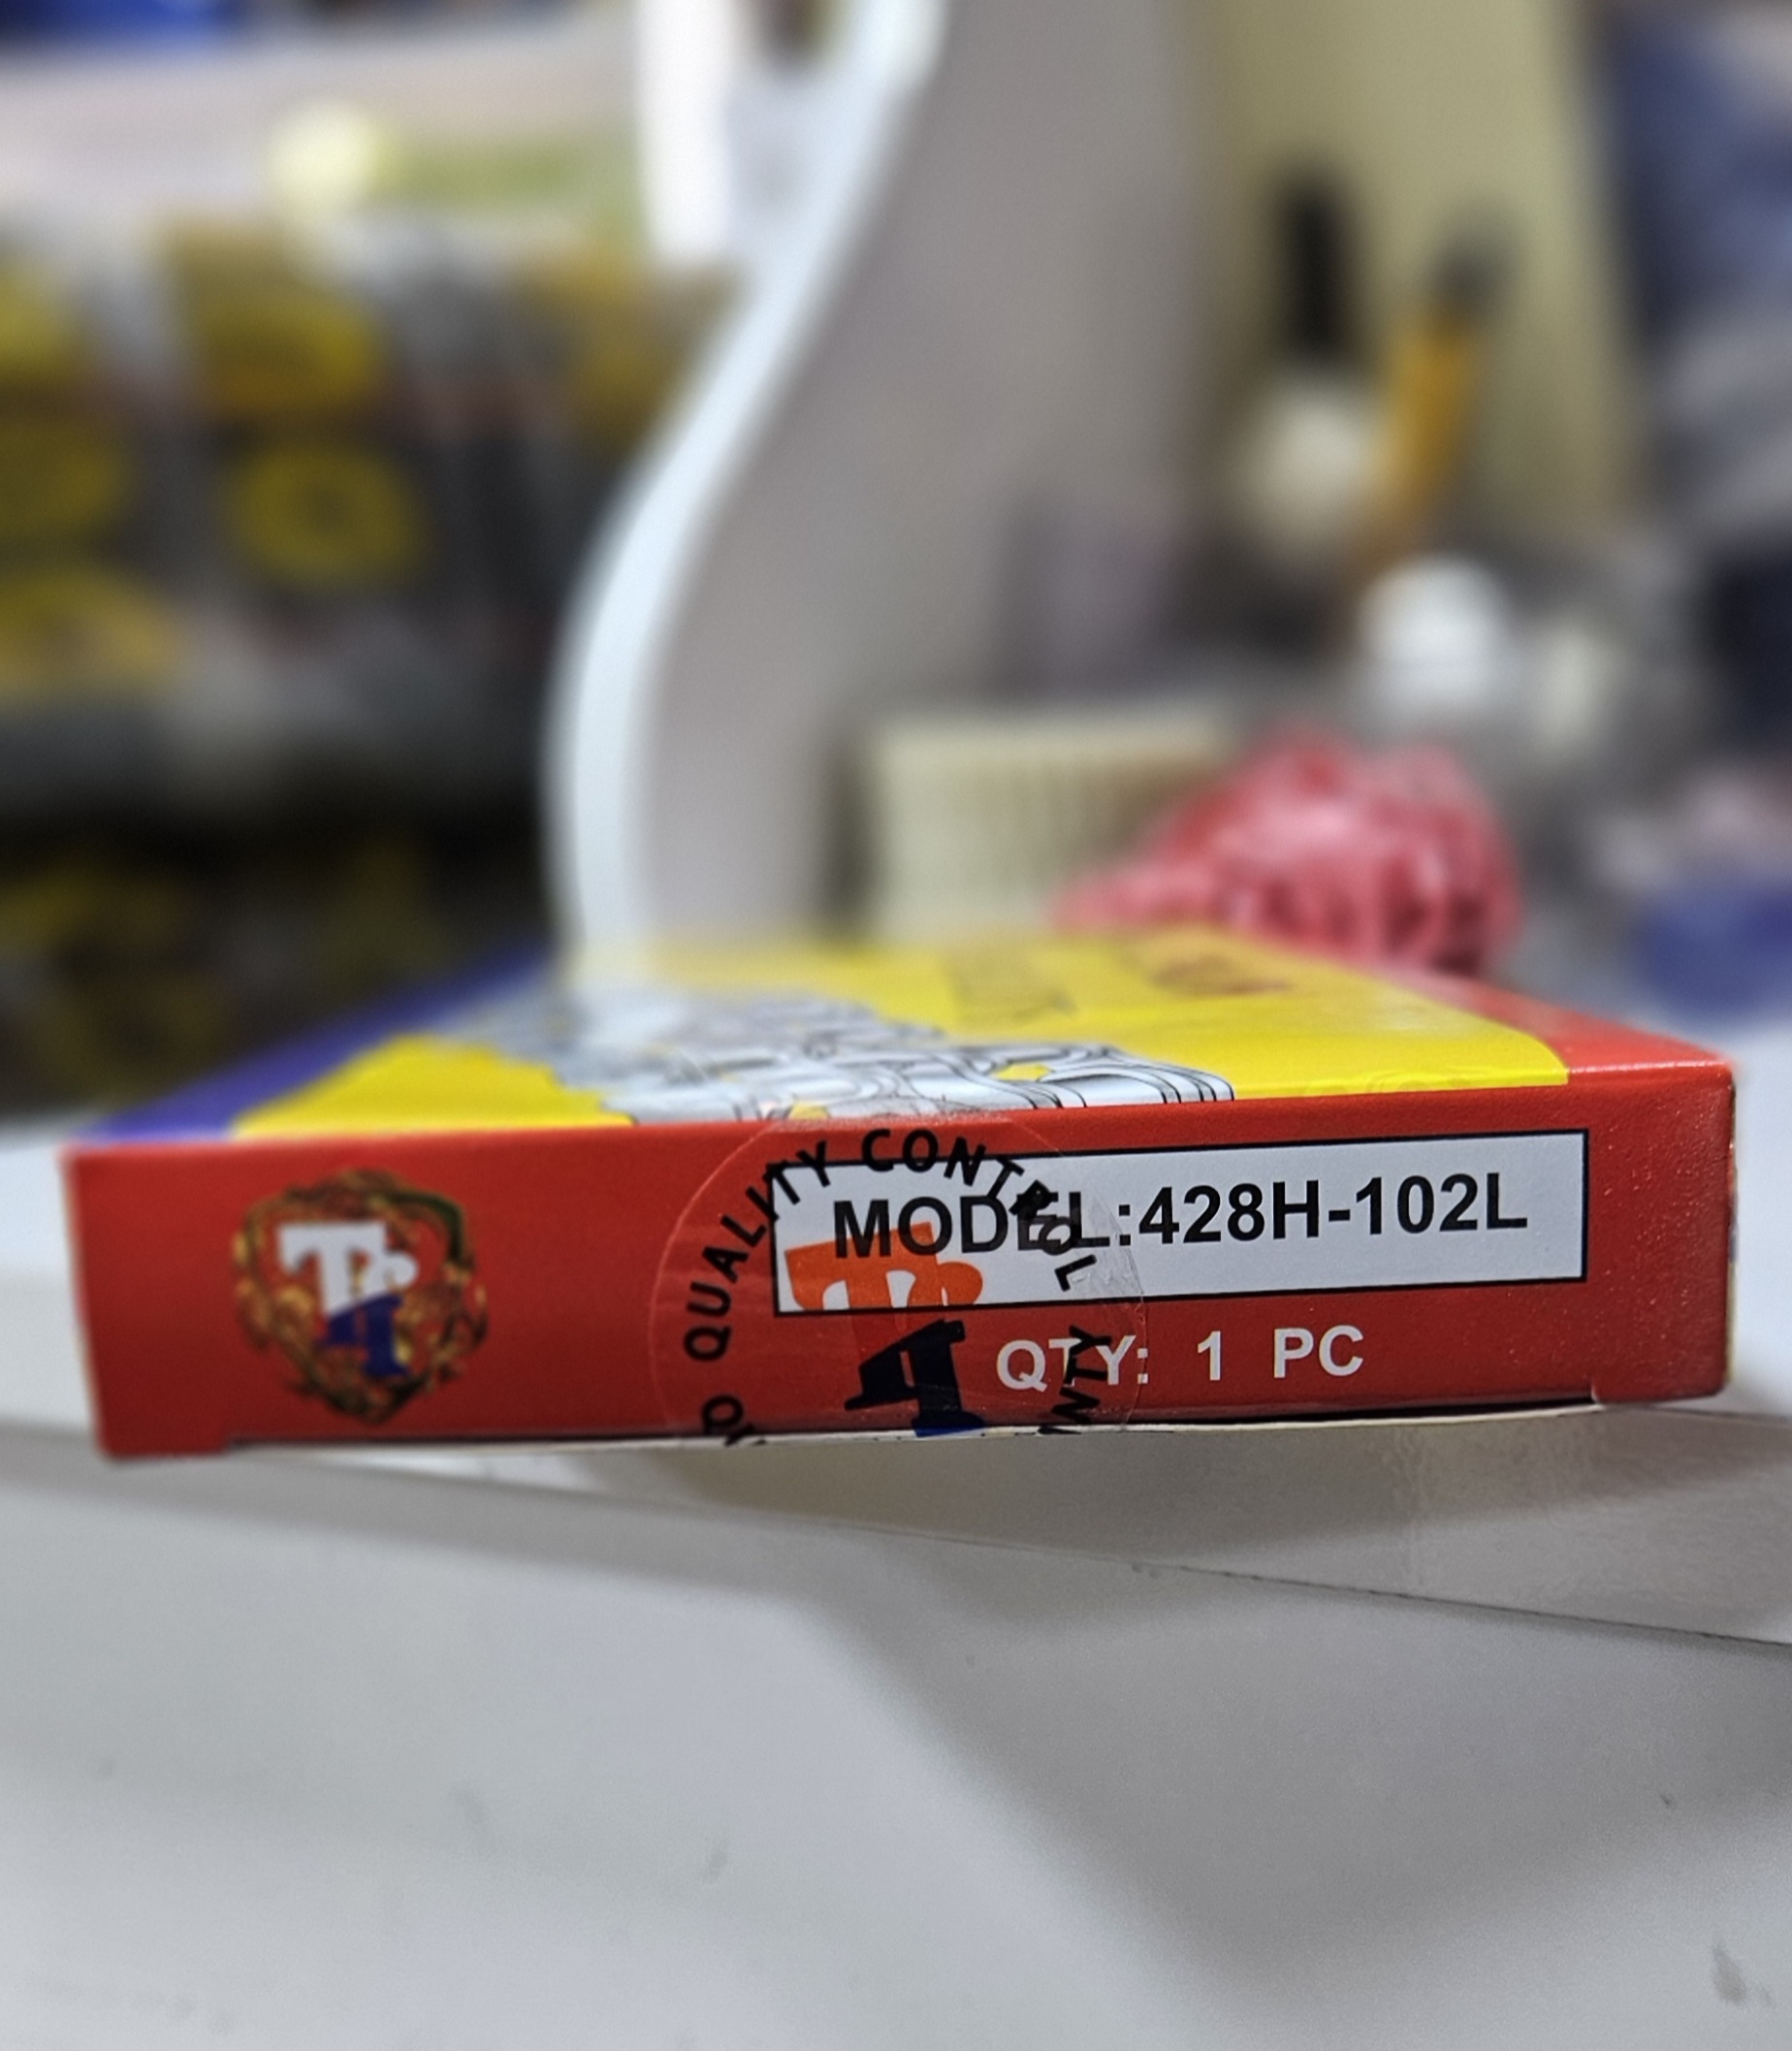 QUALITY CONTROL
MODEL:428H-102L
QTY: 1 PC